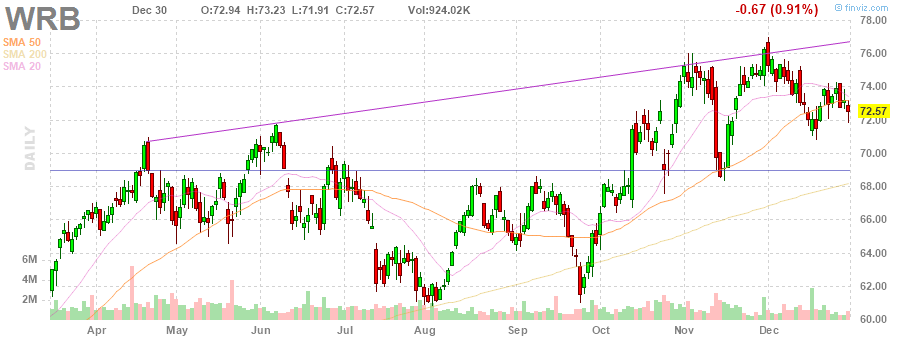 WRB
Dec 30 O:72.94 H:73.23 L:71.91 C:72.57 Vol:924.02K
-0.67 (0.91%)
© finviz.com
SMA 50
SMA 200
SMA 20
DAILY
78.00
76.00
74.00
72.57
72.00
70.00
68.00
66.00
64.00
62.00
60.00
6M
4M
2M
Apr May Jun Jul Aug Sep Oct Nov Dec